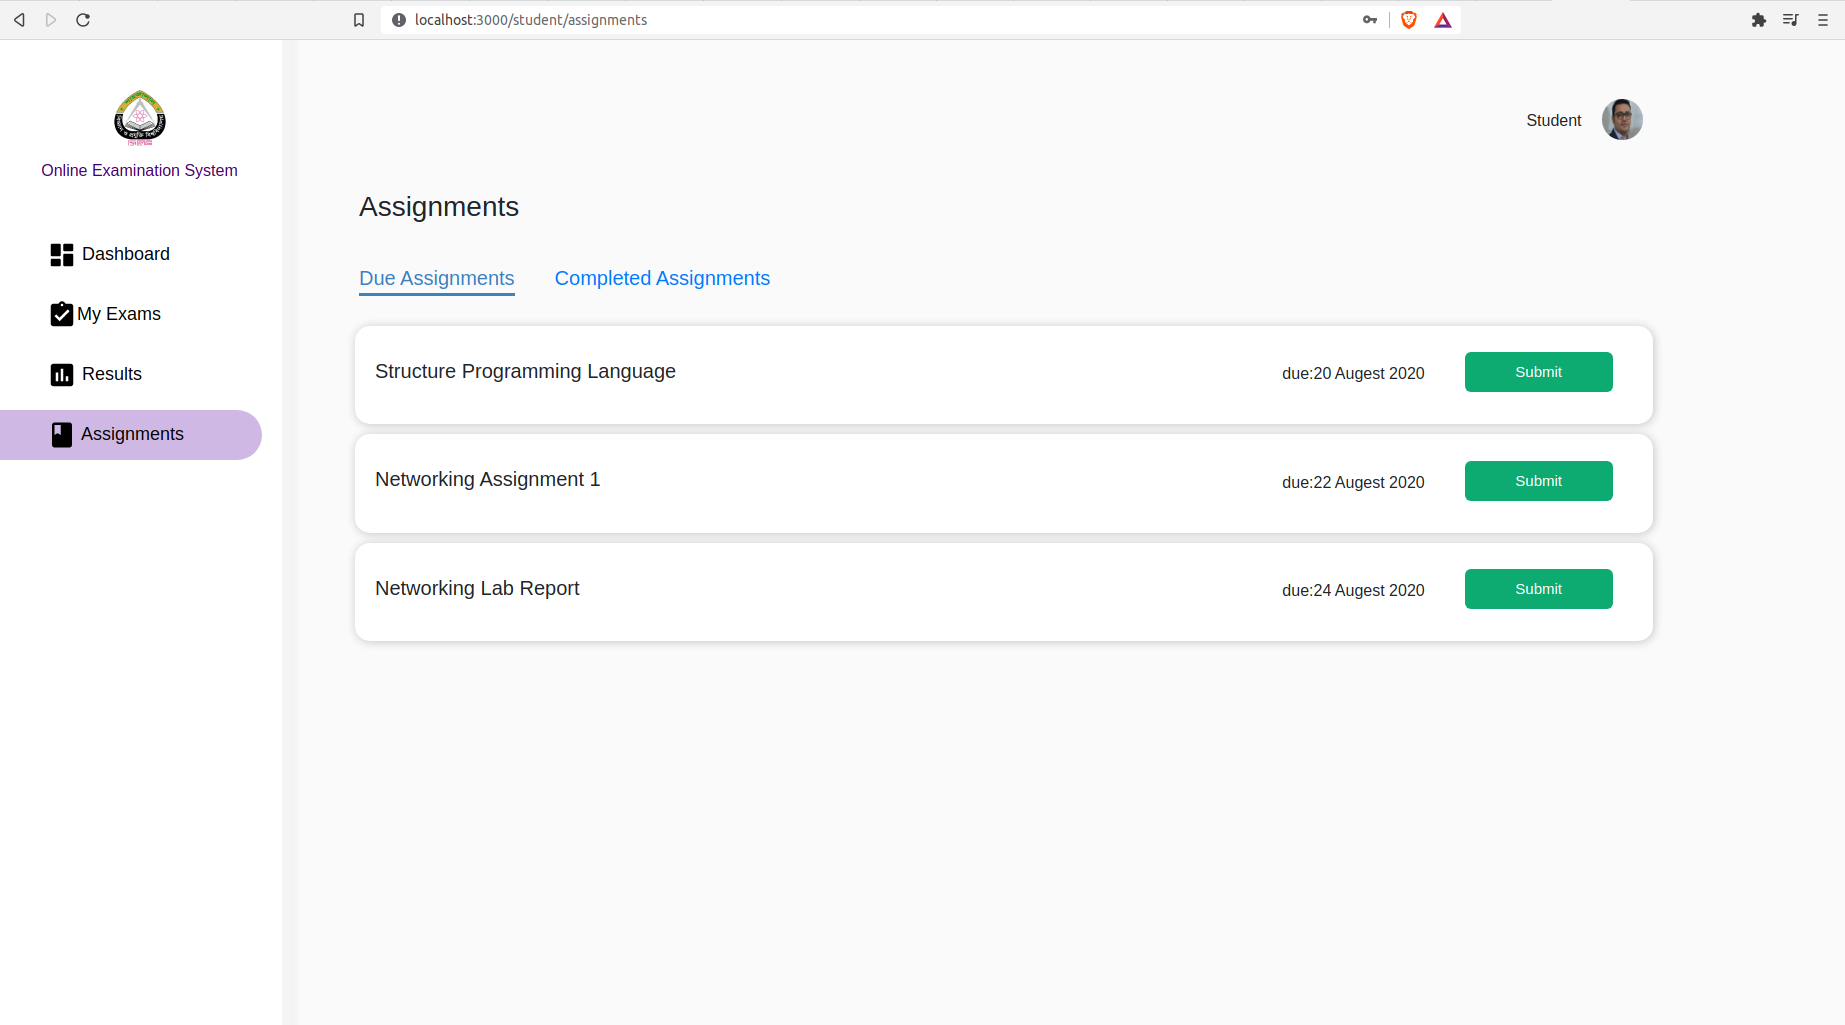 localhost:3000/student/assignments
Online Examination System
Dashboard
My Exams
Results
Assignments
Student
Assignments
Due Assignments Completed Assignments
Structure Programming Language due:20 Augest 2020 Submit
Networking Assignment 1 due:22 Augest 2020 Submit
Networking Lab Report due:24 Augest 2020 Submit